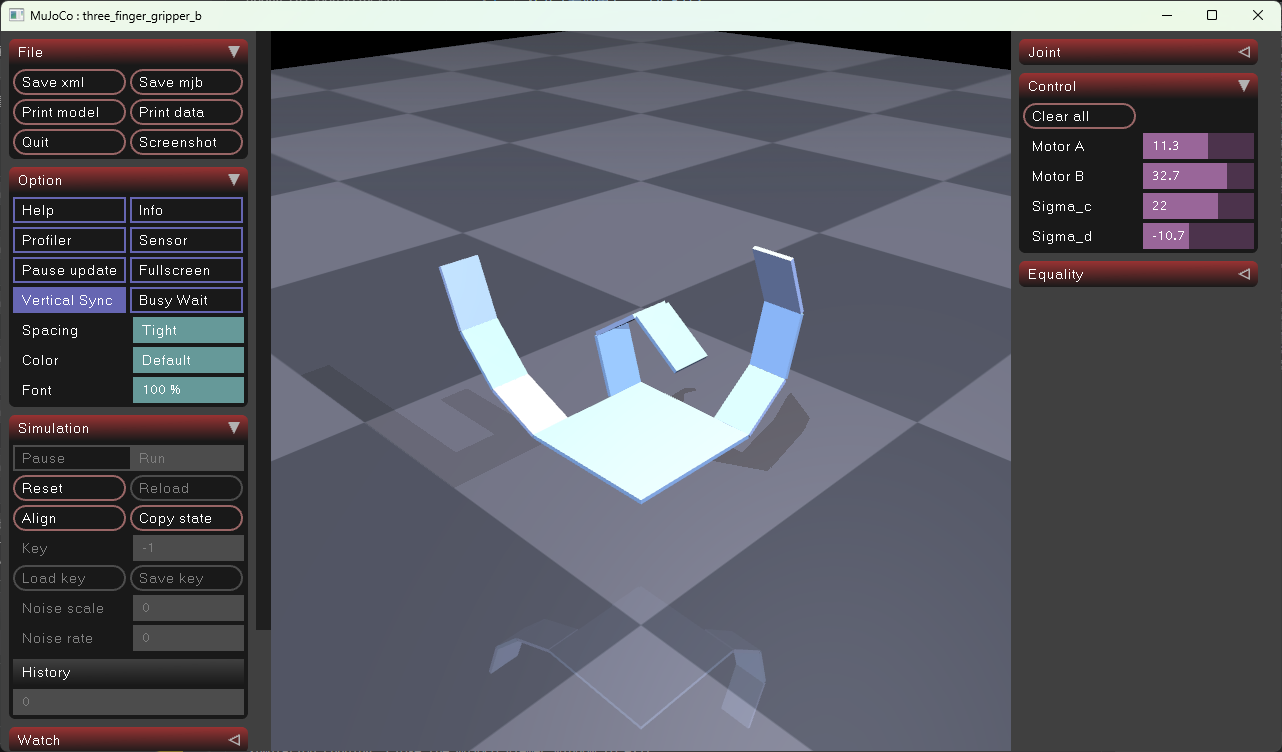 MuJoCo : three_finger_gripper_b
File
Save xml Save mjb
Print model Print data
Quit Screenshot
Option
Help Info
Profiler Sensor
Pause update Fullscreen
Vertical Sync Busy Wait
Spacing Tight
Color Default
Font 100 %
Simulation
Pause Run
Reset Reload
Align Copy state
Key -1
Load key Save key
Noise scale 0
Noise rate 0
History
0
Watch
Joint
Control
Clear all
Motor A 11.3
Motor B 32.7
Sigma_c 22
Sigma_d -10.7
Equality